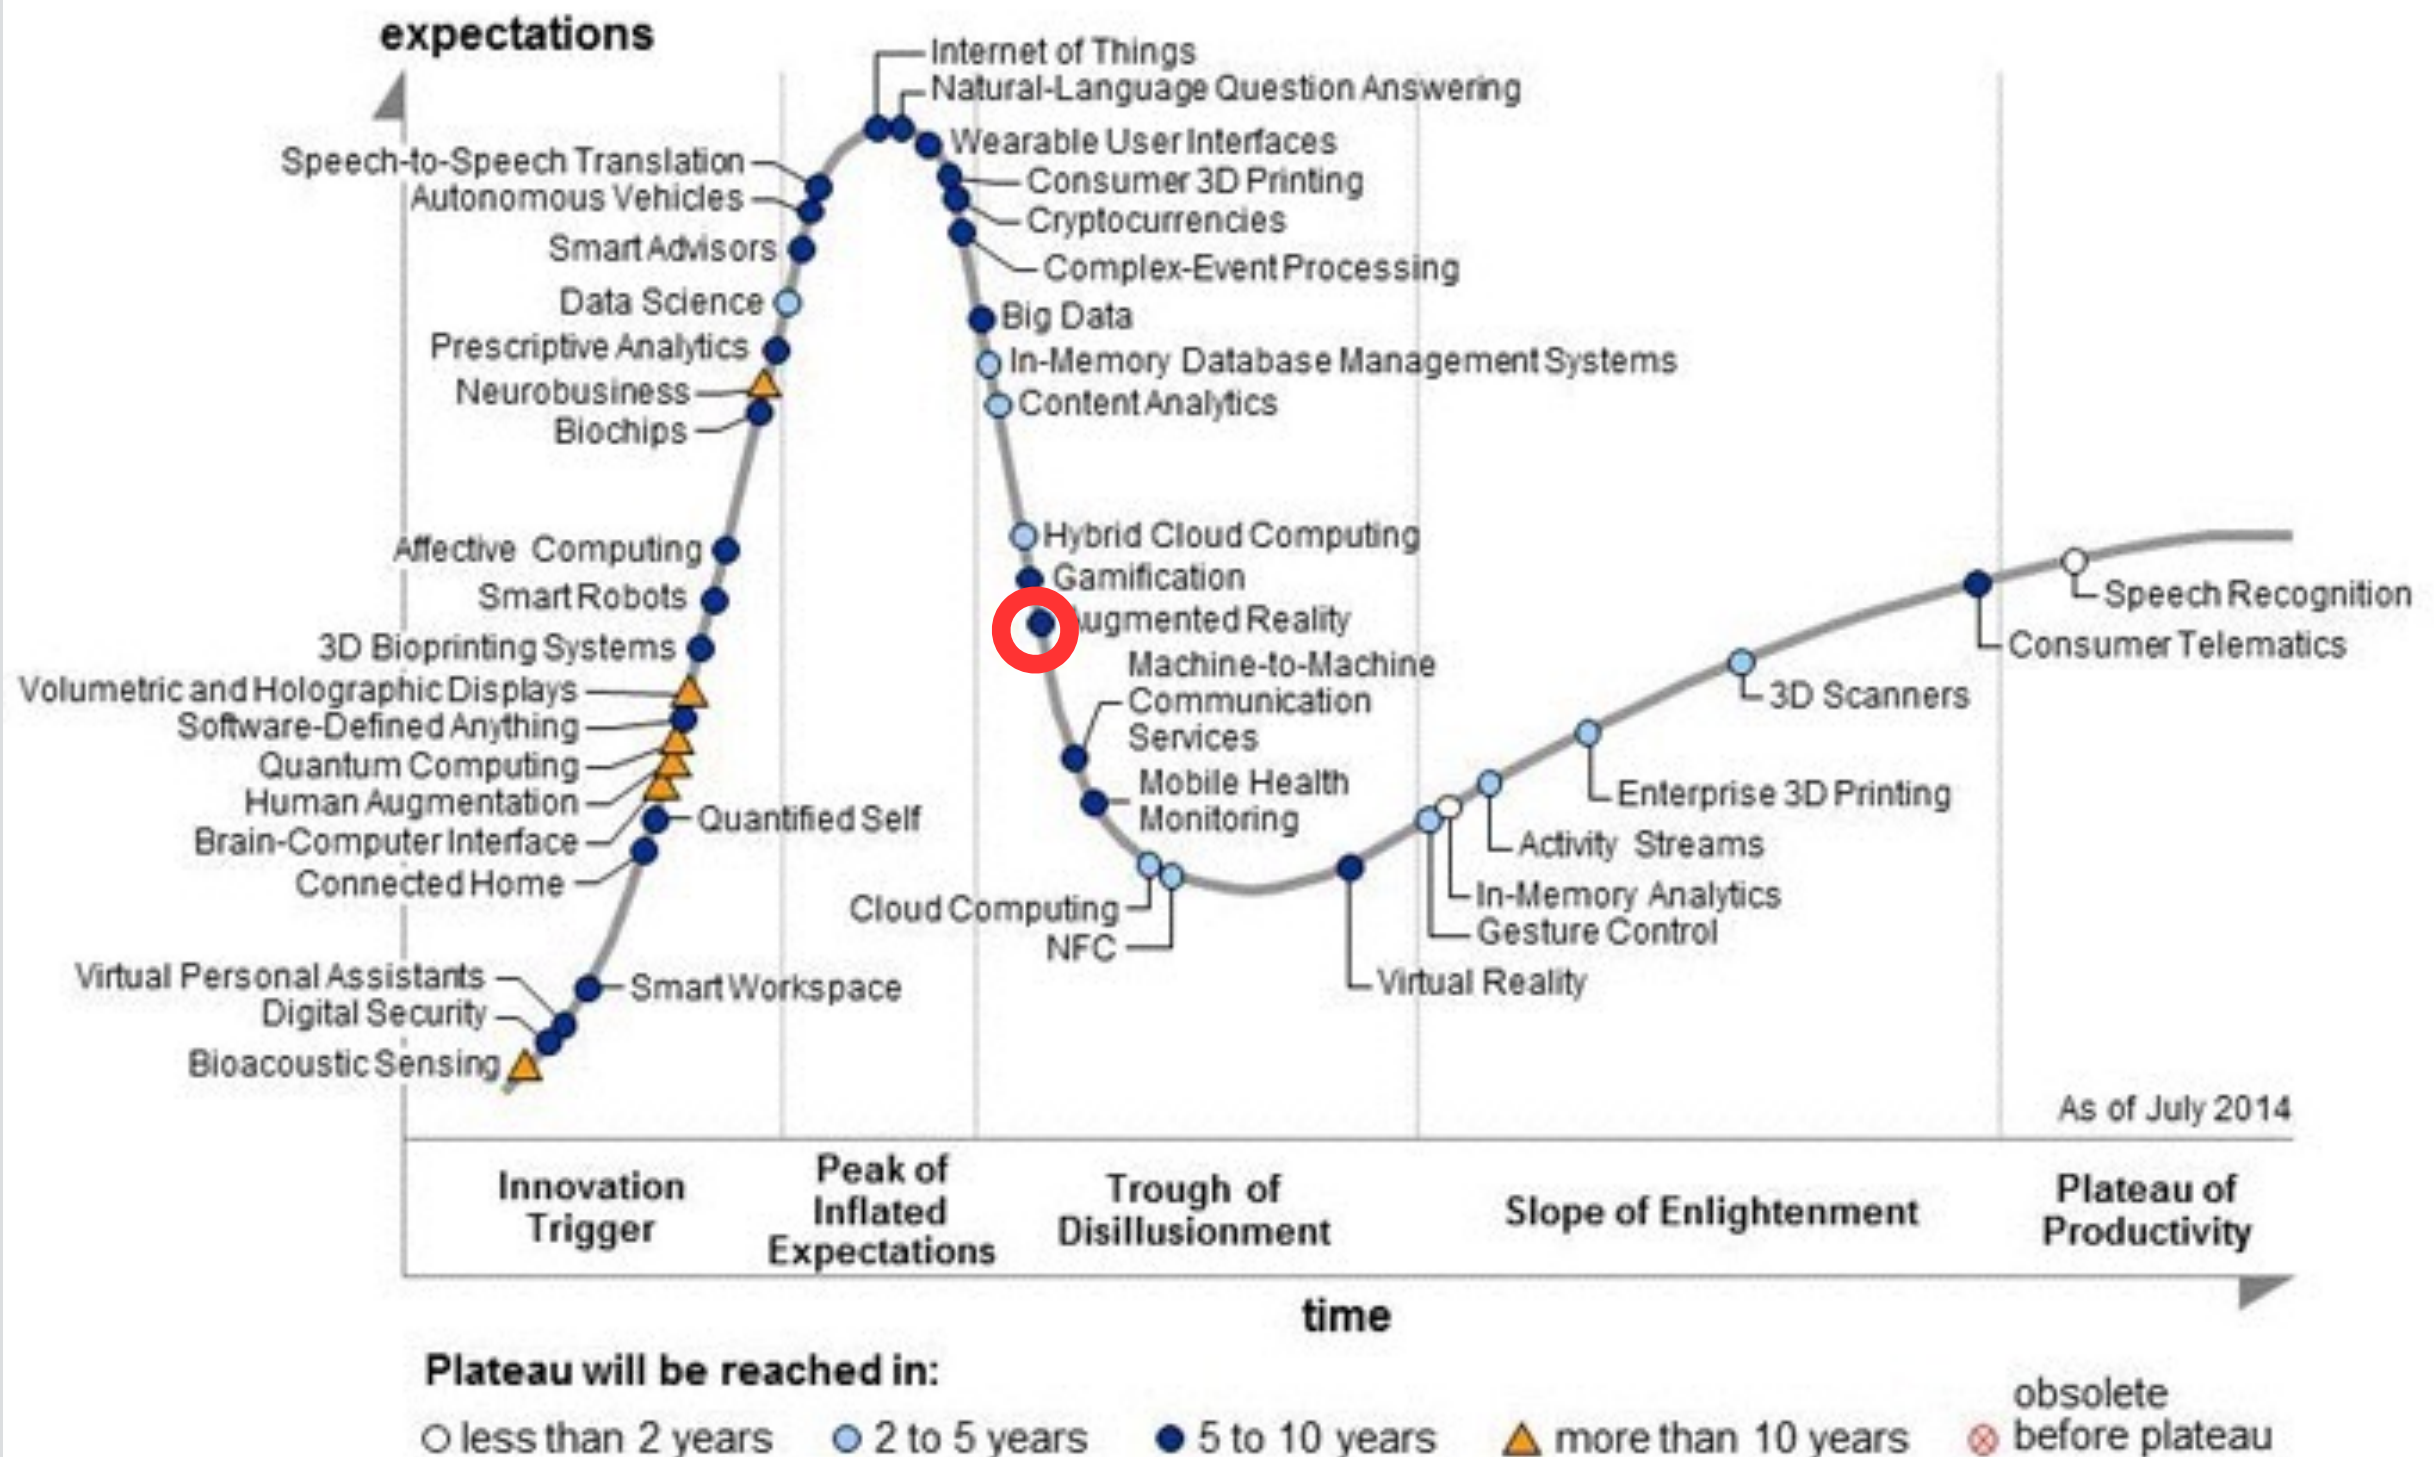 expectations
Internet of Things
Natural-Language Question Answering
Wearable User Interfaces
Speech-to-Speech Translation
Consumer 3D Printing
Autonomous Vehicles
Cryptocurrencies
Smart Advisors
Complex-Event Processing
Data Science
Big Data
Prescriptive Analytics
In-Memory Database Management Systems
Neurobusiness
Content Analytics
Biochips
Hybrid Cloud Computing
Affective Computing
Gamification
Smart Robots
Augmented Reality
3D Bioprinting Systems
Machine-to-Machine
Communication
Services
Volumetric and Holographic Displays
Software-Defined Anything
Quantum Computing
Mobile Health
Monitoring
Human Augmentation
Quantified Self
Brain-Computer Interface
Connected Home
Speech Recognition
Consumer Telematics
3D Scanners
Enterprise 3D Printing
Activity Streams
In-Memory Analytics
Gesture Control
Cloud Computing
NFC
Virtual Reality
Virtual Personal Assistants
Smart Workspace
Digital Security
Bioacoustic Sensing
As of July 2014
Innovation
Trigger
Peak of
Inflated
Expectations
Trough of
Disillusionment
Slope of Enlightenment
Plateau of
Productivity
time
Plateau will be reached in:
less than 2 years
2 to 5 years
5 to 10 years
more than 10 years
obsolete
before plateau